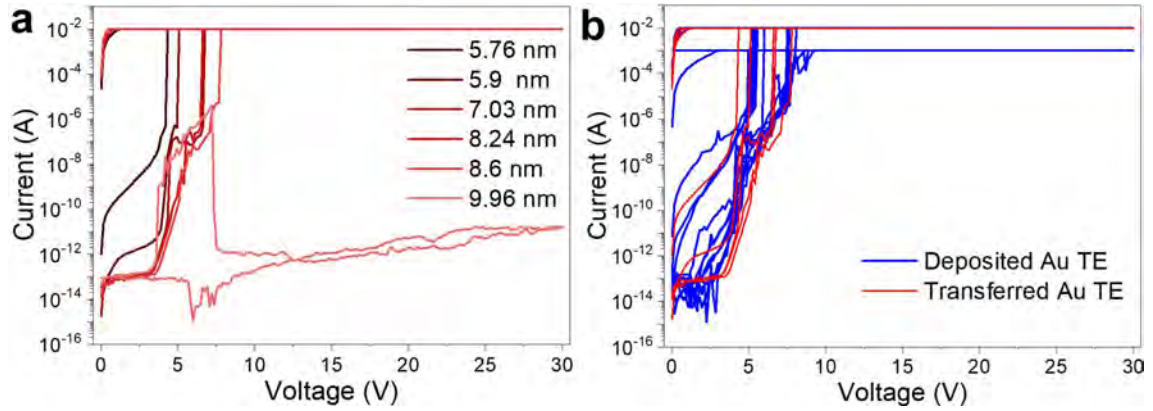 a
Current (A)
10⁻²
10⁻⁴
10⁻⁶
10⁻⁸
10⁻¹⁰
10⁻¹²
10⁻¹⁴
10⁻¹⁶
5.76 nm
5.9 nm
7.03 nm
8.24 nm
8.6 nm
9.96 nm
0 5 10 15 20 25 30
Voltage (V)
b
Current (A)
10⁻²
10⁻⁴
10⁻⁶
10⁻⁸
10⁻¹⁰
10⁻¹²
10⁻¹⁴
10⁻¹⁶
Deposited Au TE
Transferred Au TE
0 5 10 15 20 25 30
Voltage (V)